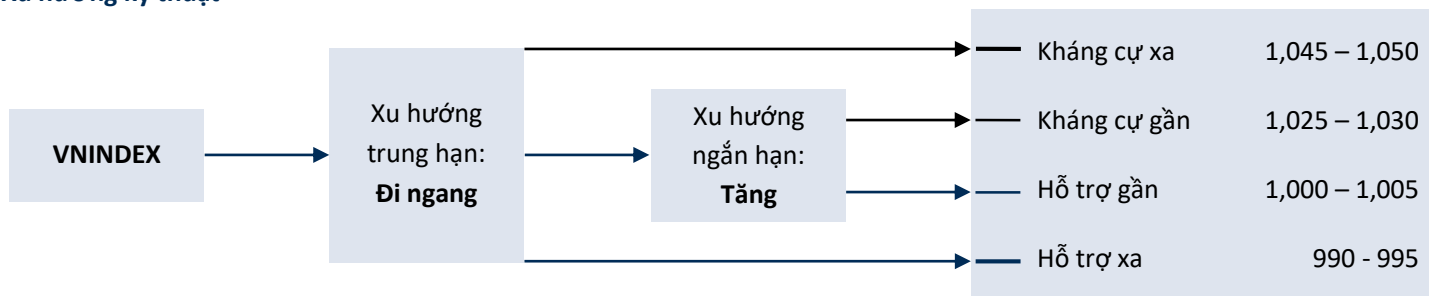 VNINDEX
Xu hướng
trung hạn:
Đi ngang
Xu hướng
ngắn hạn:
Tăng
Kháng cự xa 1,045 – 1,050
Kháng cự gần 1,025 – 1,030
Hỗ trợ gần 1,000 – 1,005
Hỗ trợ xa 990 - 995